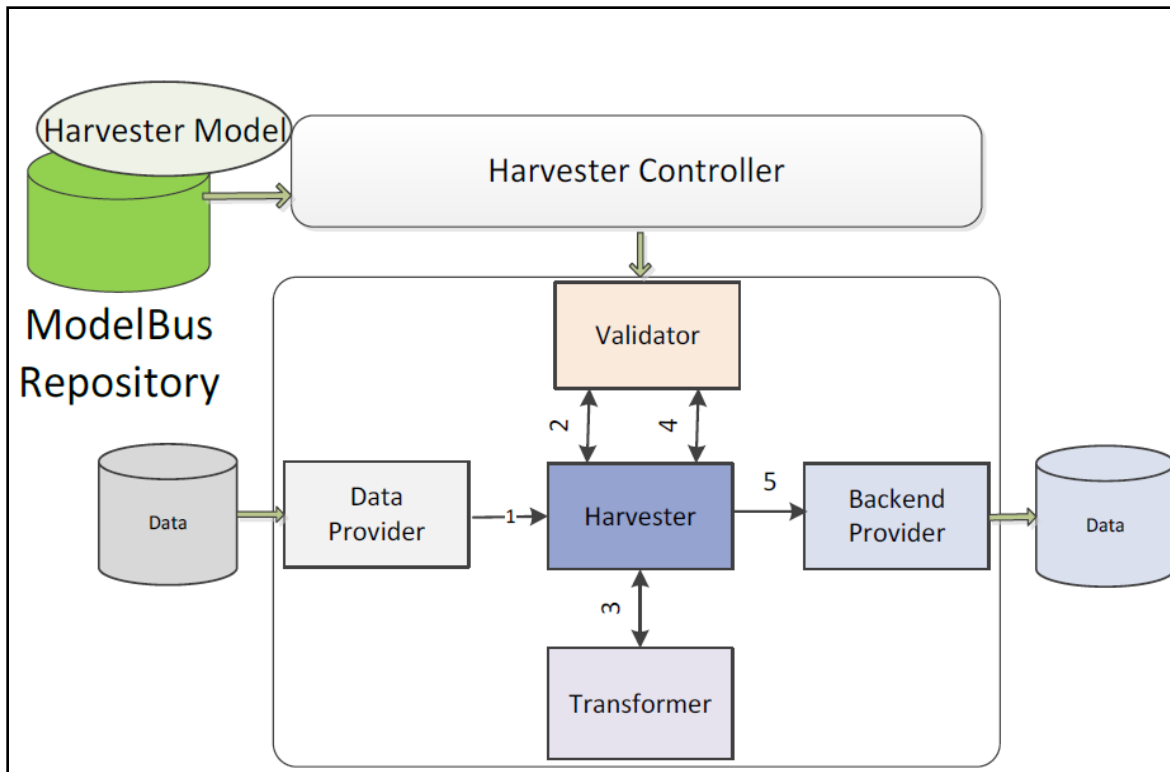 Harvester Model
Harvester Controller
ModelBus
Repository
Validator
2
4
Data
Data
Provider
1
Harvester
5
Backend
Provider
Data
3
Transformer